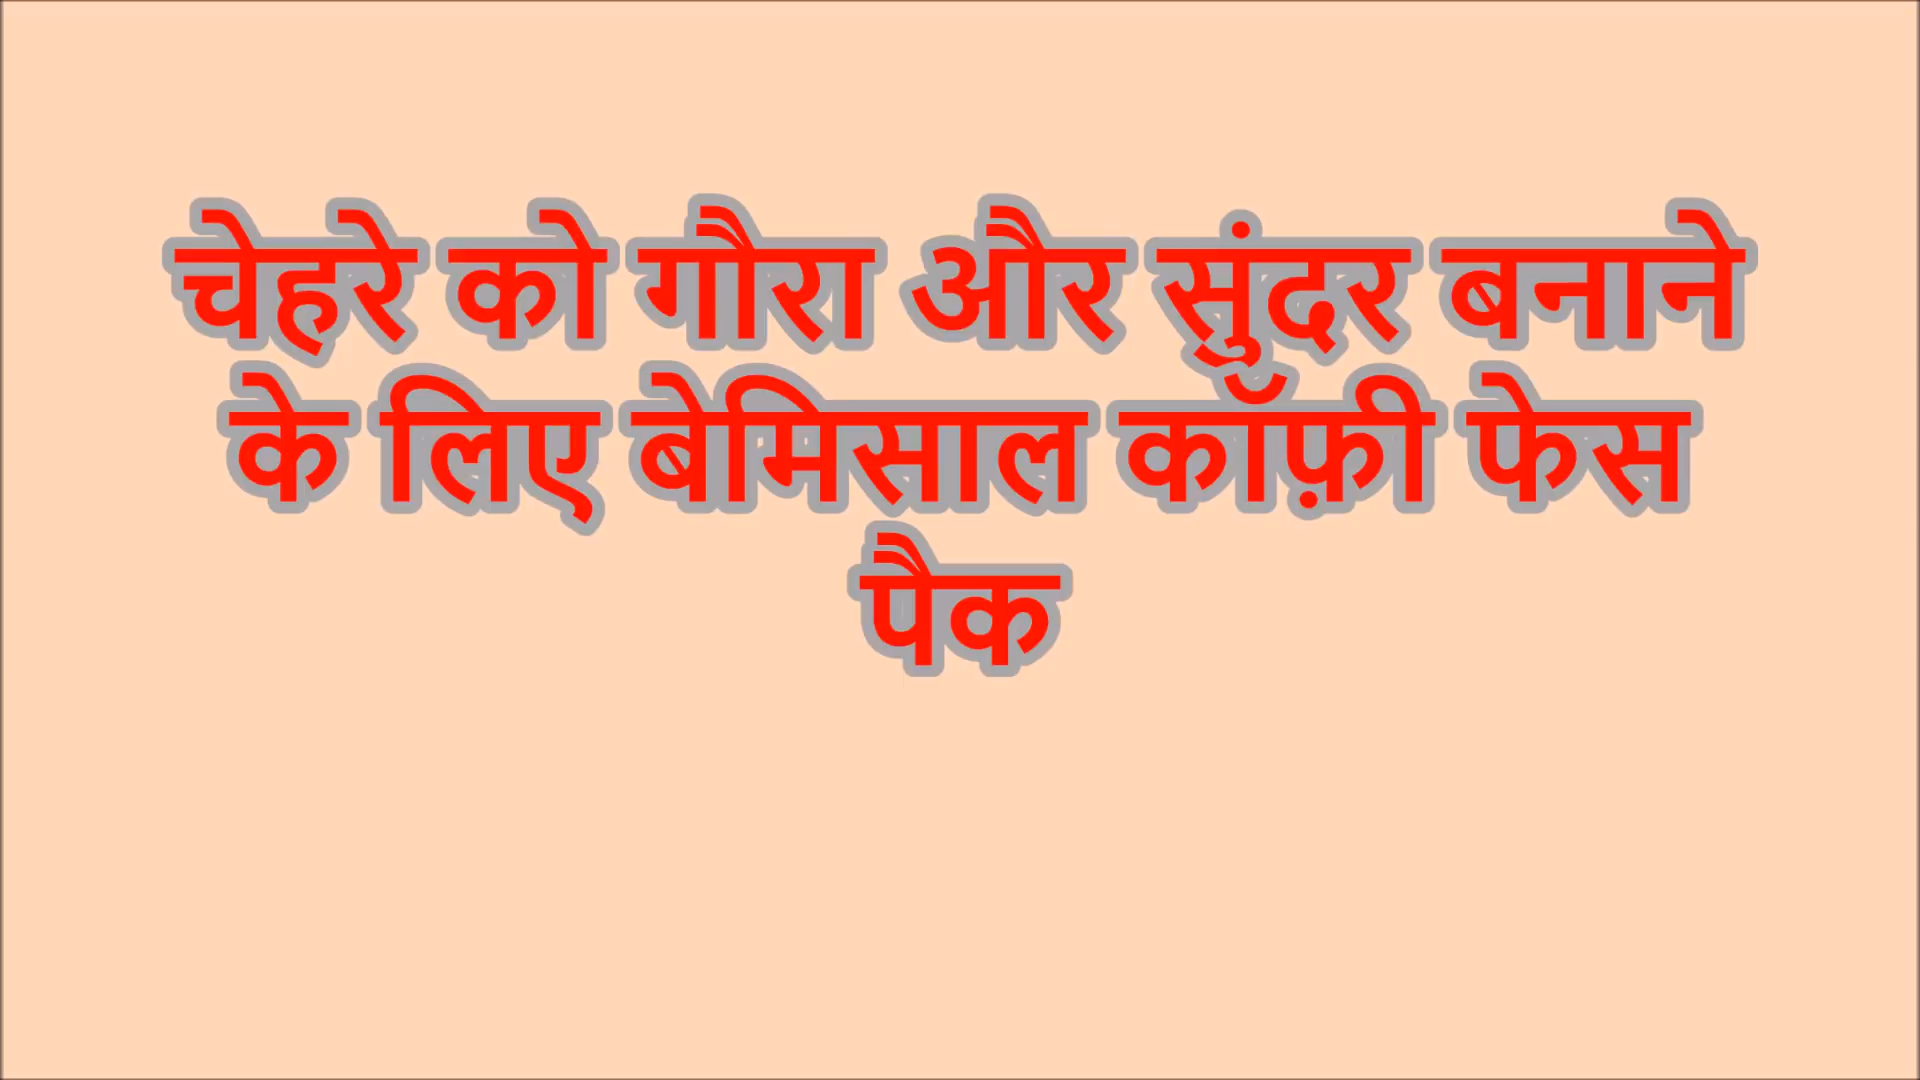 चेहरे को गौरा और सुंदर बनाने
के लिए बेमिसाल कॉफ़ी फेस
पैक